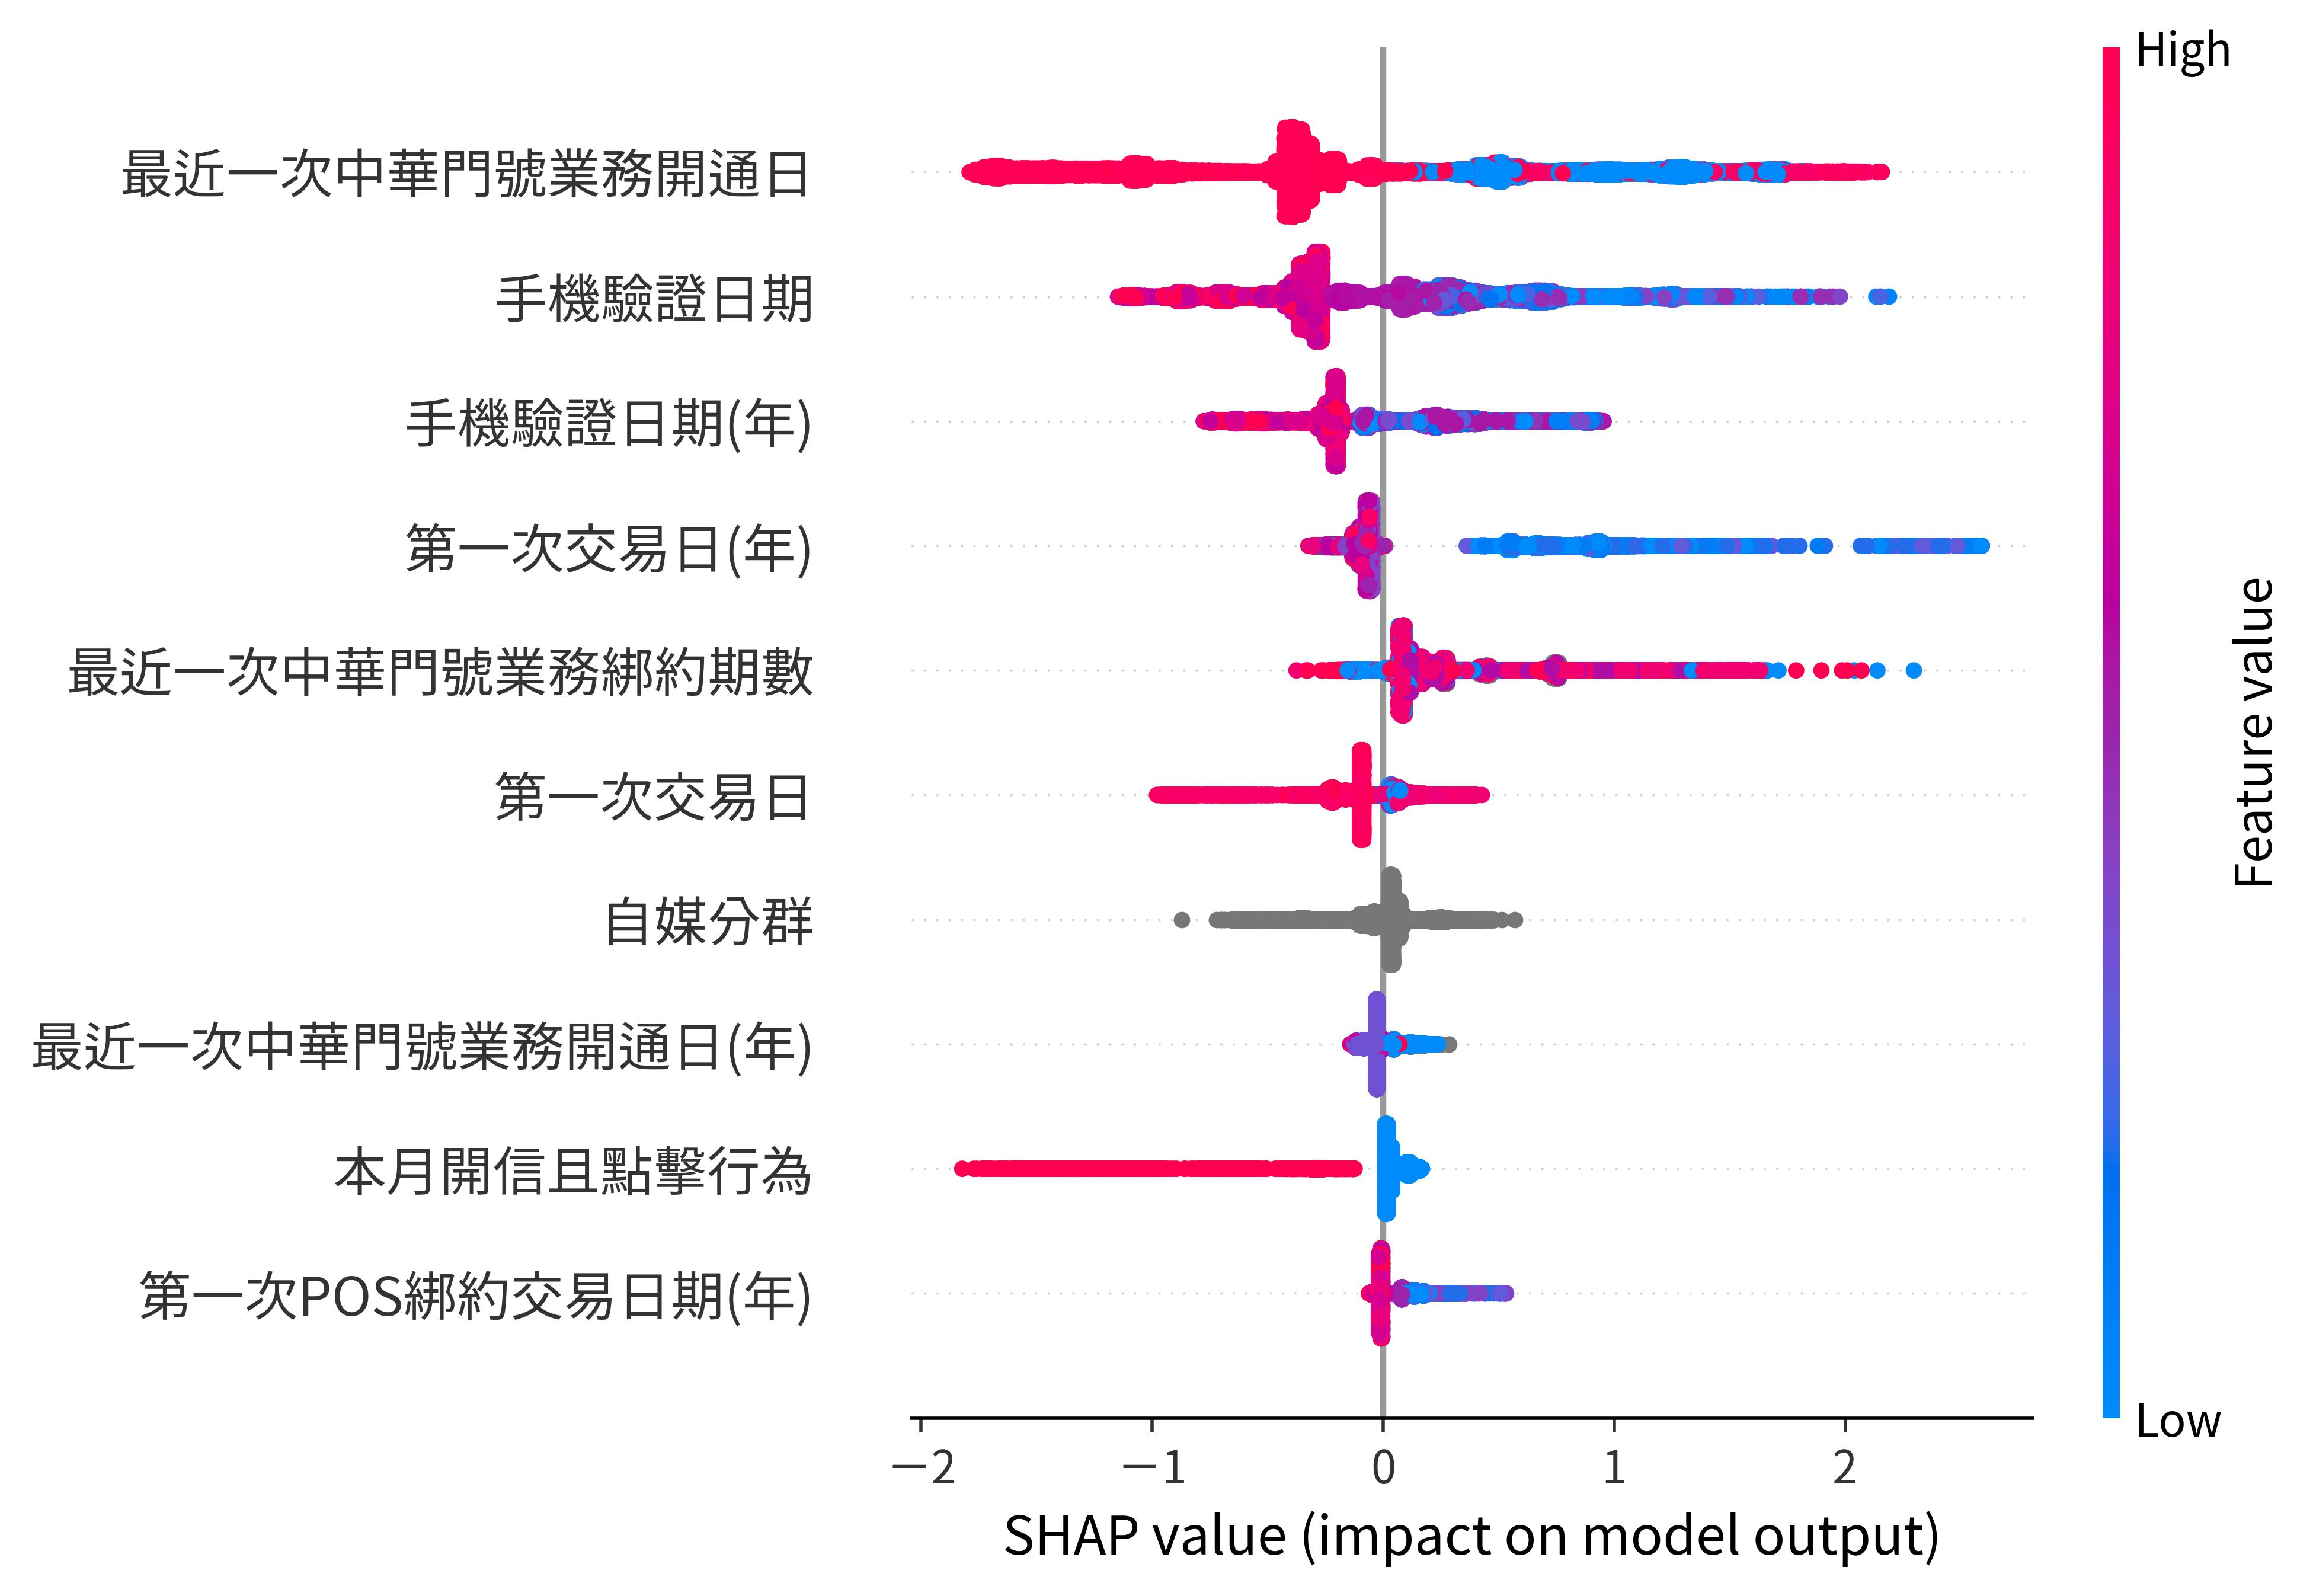 High
最近一次中華門號業務開通日
手機驗證日期
手機驗證日期(年)
第一次交易日(年)
最近一次中華門號業務綁約期數
第一次交易日
自媒分群
最近一次中華門號業務開通日(年)
本月開信且點擊行為
第一次POS綁約交易日期(年)
Feature value
Low
−2 −1 0 1 2
SHAP value (impact on model output)